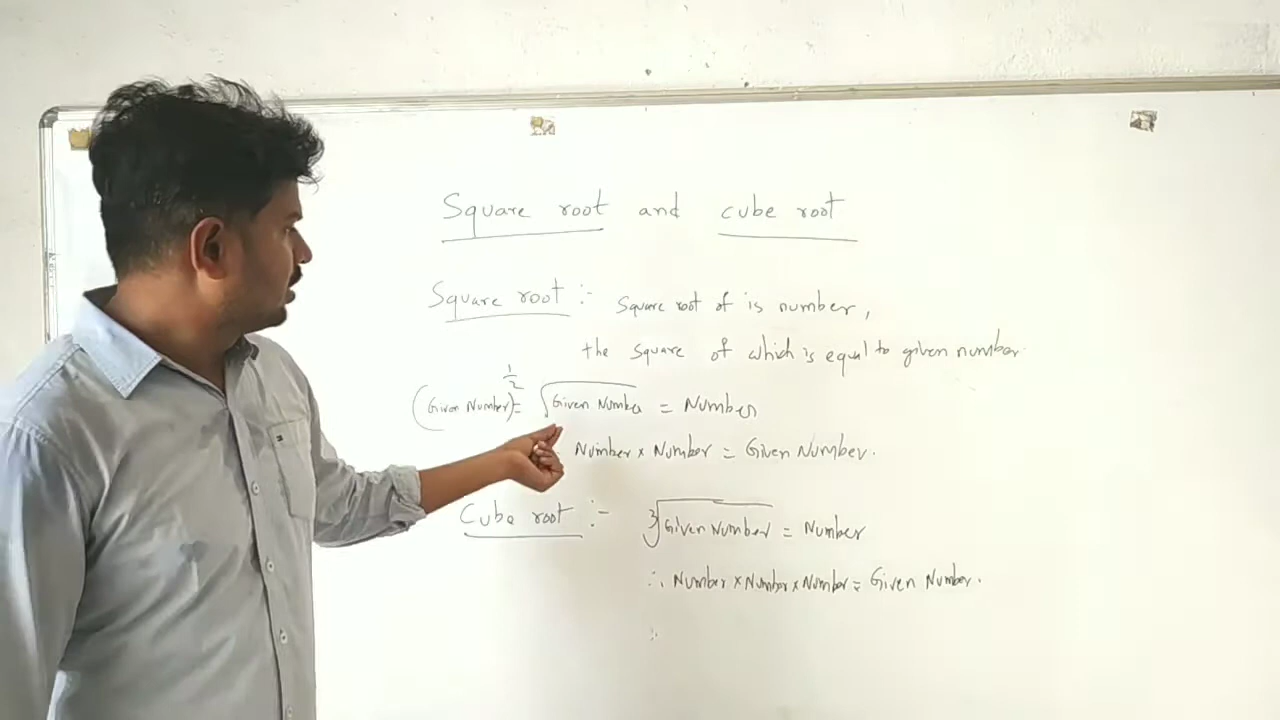 Square root and cube root
Square root :- Square root of is number,
the square of which is equal to given number.
(Given Number)^1/2 = √Given Number = Number
Number × Number = Given Number.
Cube root :- ∛Given Number = Number
∴ Number × Number × Number = Given Number.
∴